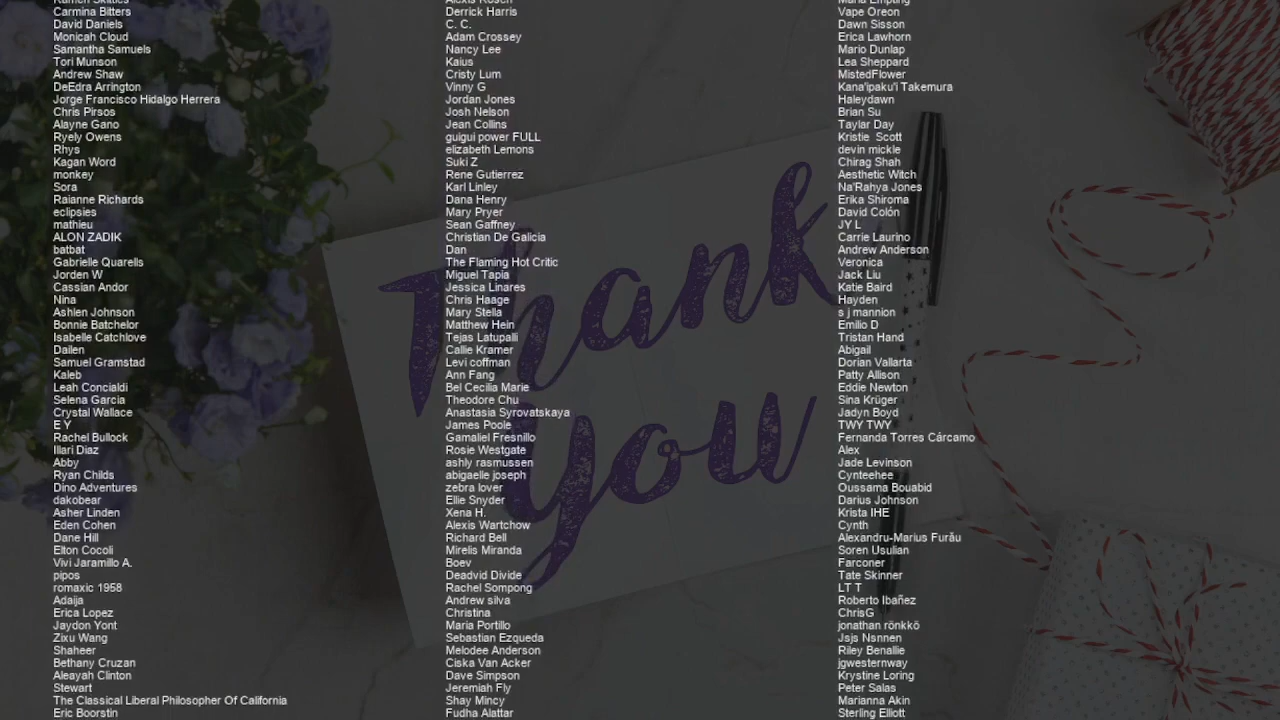 Carmina Bitters
David Daniels
Monicah Cloud
Samantha Samuels
Tori Munson
Andrew Shaw
DeEdra Arrington
Jorge Francisco Hidalgo Herrera
Chris Pirsos
Alayne Gano
Ryely Owens
Rhys
Kagan Word
monkey
Sora
Raianne Richards
eclipsies
mathieu
ALON ZADIK
batbat
Gabrielle Quarells
Jorden W
Cassian Andor
Nina
Ashlen Johnson
Bonnie Batchelor
Isabelle Catchlove
Dailen
Samuel Gramstad
Kaleb
Leah Concialdi
Selena Garcia
Crystal Wallace
E Y
Rachel Bullock
Illari Diaz
Abby
Ryan Childs
Dino Adventures
dakobear
Asher Linden
Eden Cohen
Dane Hill
Elton Cocoli
Vivi Jaramillo A.
pipos
romaxic 1958
Adaija
Erica Lopez
Jaydon Yont
Zixu Wang
Shaheer
Bethany Cruzan
Aleayah Clinton
Stewart
The Classical Liberal Philosopher Of California
Eric Boorstin
Derrick Harris
C. C.
Adam Crossey
Nancy Lee
Kaius
Cristy Lum
Vinny G
Jordan Jones
Josh Nelson
Jean Collins
guigui power FULL
elizabeth Lemons
Suki Z
Rene Gutierrez
Karl Linley
Dana Henry
Mary Pryer
Sean Gaffney
Christian De Galicia
Dan
The Flaming Hot Critic
Miguel Tapia
Jessica Linares
Chris Haage
Mary Stella
Matthew Hein
Tejas Latupalli
Callie Kramer
Levi coffman
Ann Fang
Bel Cecilia Marie
Theodore Chu
Anastasia Syrovatskaya
James Poole
Gamaliel Fresnillo
Rosie Westgate
ashly rasmussen
abigaelle joseph
zebra lover
Ellie Snyder
Xena H.
Alexis Wartchow
Richard Bell
Mirelis Miranda
Boev
Deadvid Divide
Rachel Sompong
Andrew silva
Christina
Maria Portillo
Sebastian Ezqueda
Melodee Anderson
Ciska Van Acker
Dave Simpson
Jeremiah Fly
Shay Mincy
Fudha Alattar
Vape Oreon
Dawn Sisson
Erica Lawhorn
Mario Dunlap
Lea Sheppard
MistedFlower
Kana'ipaku'i Takemura
Haleydawn
Brian Su
Taylar Day
Kristie Scott
devin mickle
Chirag Shah
Aesthetic Witch
Na'Rahya Jones
Erika Shiroma
David Colón
JY L
Carrie Laurino
Andrew Anderson
Veronica
Jack Liu
Katie Baird
Hayden
s j mannion
Emilio D
Tristan Hand
Abigail
Dorian Vallarta
Patty Allison
Eddie Newton
Sina Krüger
Jadyn Boyd
TWY TWY
Fernanda Torres Cárcamo
Alex
Jade Levinson
Cynteehee
Oussama Bouabid
Darius Johnson
Krista IHE
Cynth
Alexandru-Marius Furău
Soren Usulian
Farconer
Tate Skinner
LT T
Roberto Ibañez
ChrisG
jonathan rönkkö
Jsjs Nsnnen
Riley Benallie
jgwesternway
Krystine Loring
Peter Salas
Marianna Akin
Sterling Elliott
Thank
you